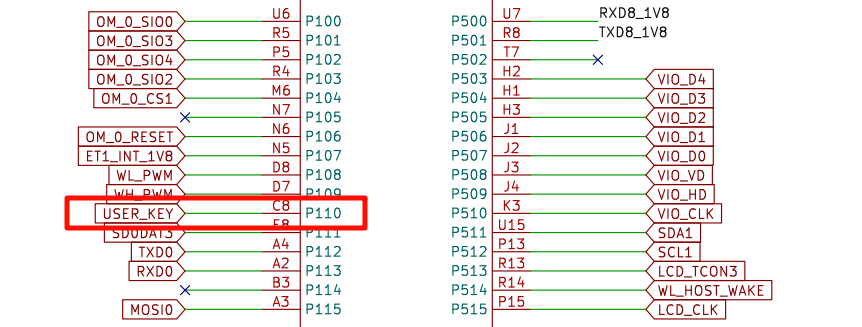 OM_0_SIO0 U6 P100
OM_0_SIO3 R5 P101
OM_0_SIO4 P5 P102
OM_0_SIO2 R4 P103
OM_0_CS1 M6 P104
N7 P105
OM_0_RESET N6 P106
ET1_INT_1V8 N5 P107
WL_PWM D8 P108
WH_PWM D7 P109
USER_KEY C8 P110
SD0DAT3 E8 P111
TXD0 A4 P112
RXD0 A2 P113
B3 P114
MOSI0 A3 P115
P500 U7 RXD8_1V8
P501 R8 TXD8_1V8
P502 T7
P503 H2 VIO_D4
P504 H1 VIO_D3
P505 H3 VIO_D2
P506 J1 VIO_D1
P507 J2 VIO_D0
P508 J3 VIO_VD
P509 J4 VIO_HD
P510 K3 VIO_CLK
P511 U15 SDA1
P512 P13 SCL1
P513 R13 LCD_TCON3
P514 R14 WL_HOST_WAKE
P515 P15 LCD_CLK